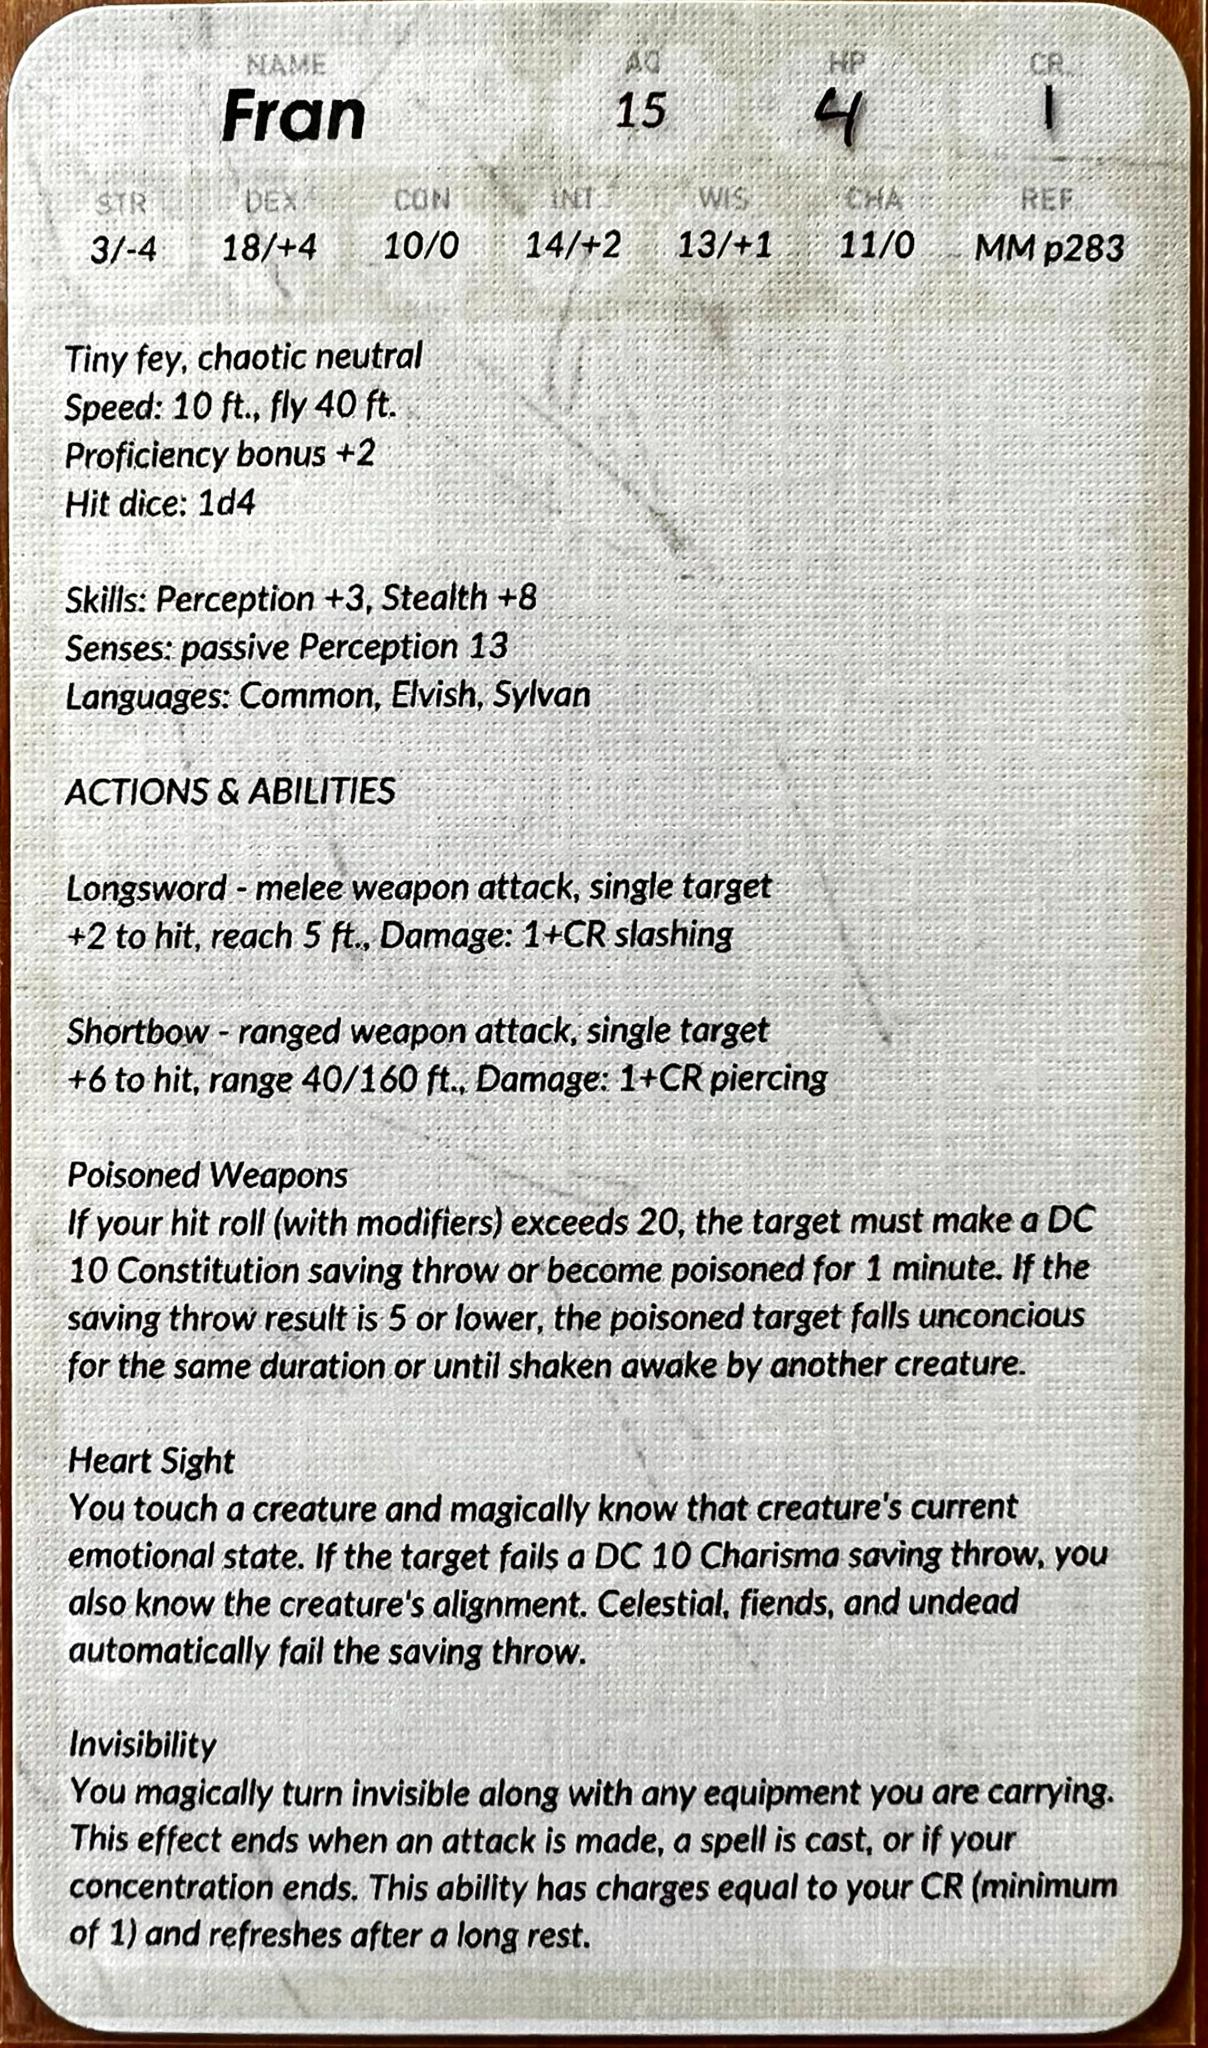 NAME AC HP CR
Fran 15 4 1
STR DEX CON INT WIS CHA REF
3/-4 18/+4 10/0 14/+2 13/+1 11/0 MM p283
Tiny fey, chaotic neutral
Speed: 10 ft., fly 40 ft.
Proficiency bonus +2
Hit dice: 1d4
Skills: Perception +3, Stealth +8
Senses: passive Perception 13
Languages: Common, Elvish, Sylvan
ACTIONS & ABILITIES
Longsword - melee weapon attack, single target
+2 to hit, reach 5 ft., Damage: 1+CR slashing
Shortbow - ranged weapon attack, single target
+6 to hit, range 40/160 ft., Damage: 1+CR piercing
Poisoned Weapons
If your hit roll (with modifiers) exceeds 20, the target must make a DC
10 Constitution saving throw or become poisoned for 1 minute. If the
saving throw result is 5 or lower, the poisoned target falls unconcious
for the same duration or until shaken awake by another creature.
Heart Sight
You touch a creature and magically know that creature's current
emotional state. If the target fails a DC 10 Charisma saving throw, you
also know the creature's alignment. Celestial, fiends, and undead
automatically fail the saving throw.
Invisibility
You magically turn invisible along with any equipment you are carrying.
This effect ends when an attack is made, a spell is cast, or if your
concentration ends. This ability has charges equal to your CR (minimum
of 1) and refreshes after a long rest.